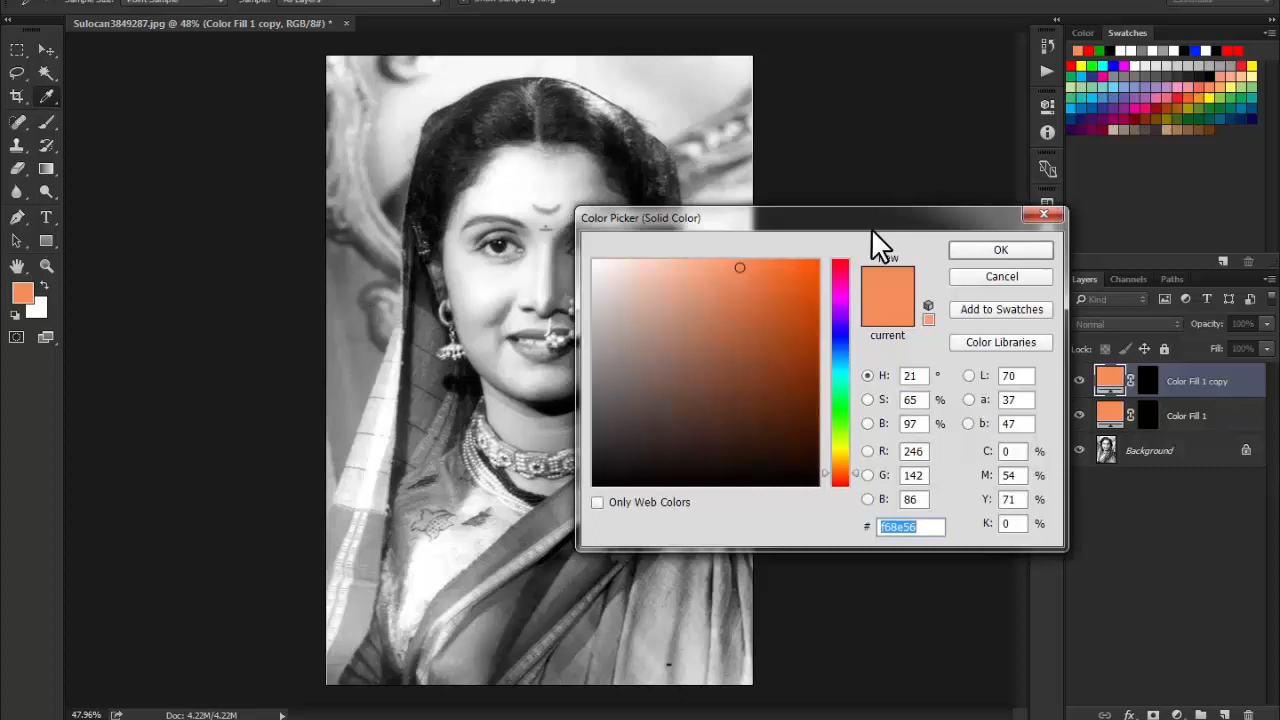 Sulocan3849287.jpg @ 48% (Color Fill 1 copy, RGB/8#) *
Color
Swatches
Color Picker (Solid Color)
OK
Cancel
Add to Swatches
Color Libraries
current
H: 21 °
S: 65 %
B: 97 %
R: 246
G: 142
B: 86
# f68e56
L: 70
a: 37
b: 47
C: 0 %
M: 54 %
Y: 71 %
K: 0 %
Only Web Colors
Layers
Channels
Paths
Kind
Normal
Opacity: 100%
Lock:
Fill: 100%
Color Fill 1 copy
Color Fill 1
Background
47.96%
Doc: 4.22M/4.22M